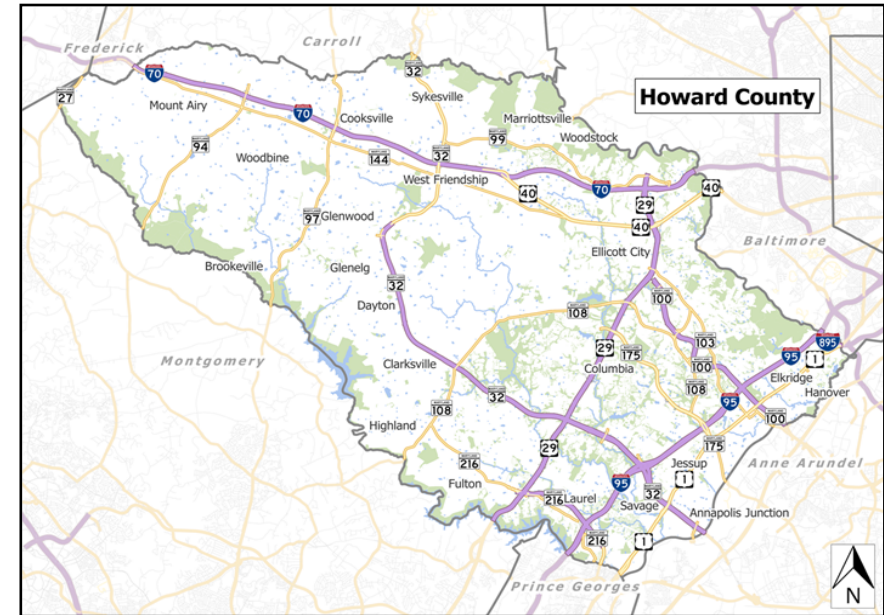 Howard County
Frederick
Carroll
70
32
27
Mount Airy
Sykesville
70
Cooksville
Marriottsville
94
99
Woodstock
Woodbine
144
32
West Friendship
40
70
40
29
97
Glenwood
40
Ellicott City
Baltimore
Brookeville
Glenelg
32
100
Dayton
108
103
895
Montgomery
29
175
95
1
Clarksville
Columbia
100
Elkridge
32
108
Hanover
108
95
100
Highland
29
175
216
Jessup
Anne Arundel
Fulton
95
1
216
Laurel
32
Savage
Annapolis Junction
216
1
Prince Georges
N